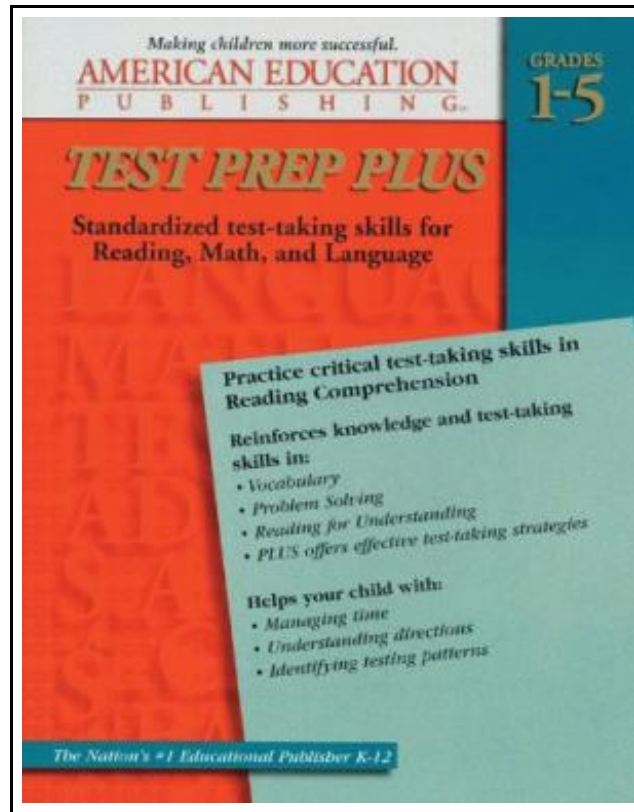 Making children more successful.
AMERICAN EDUCATION
PUBLISHING
GRADES
1-5
TEST PREP PLUS
Standardized test-taking skills for
Reading, Math, and Language
Practice critical test-taking skills in
Reading Comprehension
Reinforces knowledge and test-taking
skills in:
• Vocabulary
• Problem Solving
• Reading for Understanding
• PLUS offers effective test-taking strategies
Helps your child with:
• Managing time
• Understanding directions
• Identifying testing patterns
The Nation's #1 Educational Publisher K-12